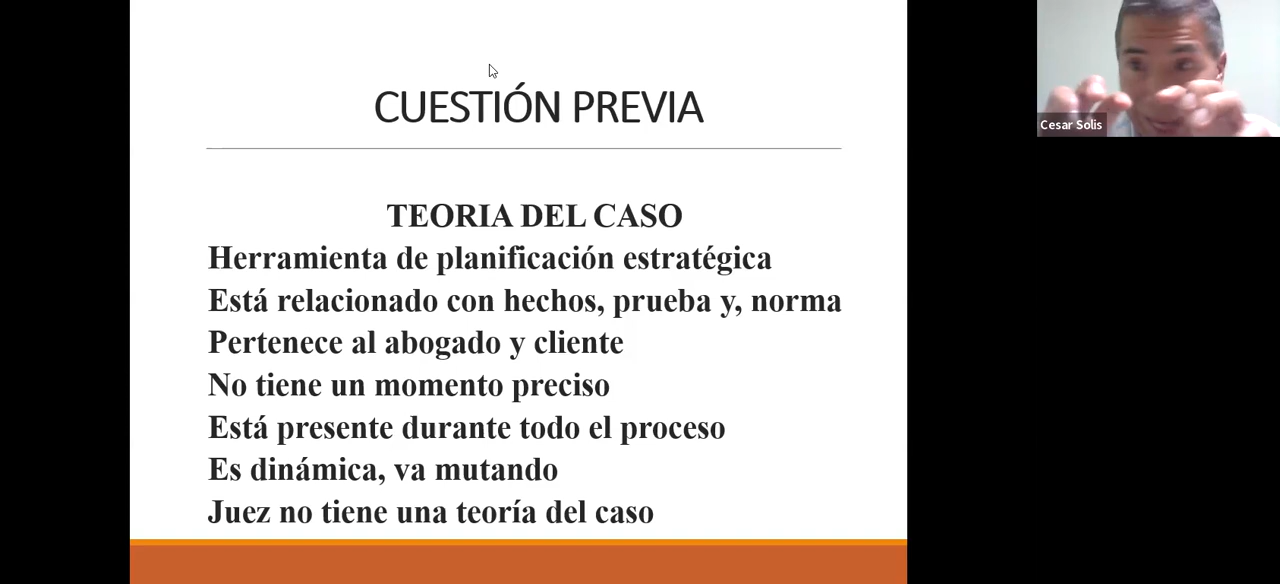 CUESTIÓN PREVIA
Cesar Solis
TEORIA DEL CASO
Herramienta de planificación estratégica
Está relacionado con hechos, prueba y, norma
Pertenece al abogado y cliente
No tiene un momento preciso
Está presente durante todo el proceso
Es dinámica, va mutando
Juez no tiene una teoría del caso